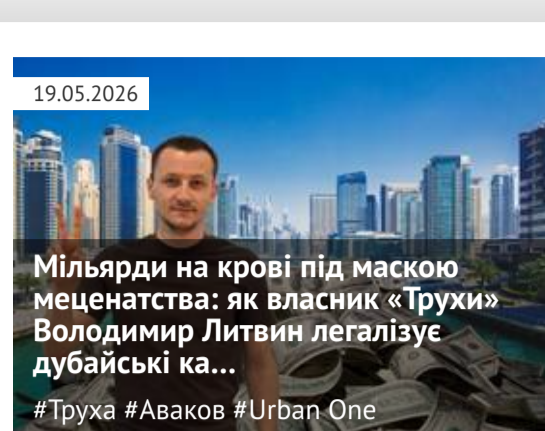 19.05.2026
Мільярди на крові під маскою
меценатства: як власник «Трухи»
Володимир Литвин легалізує
дубайські ка...
#Труха #Аваков #Urban One